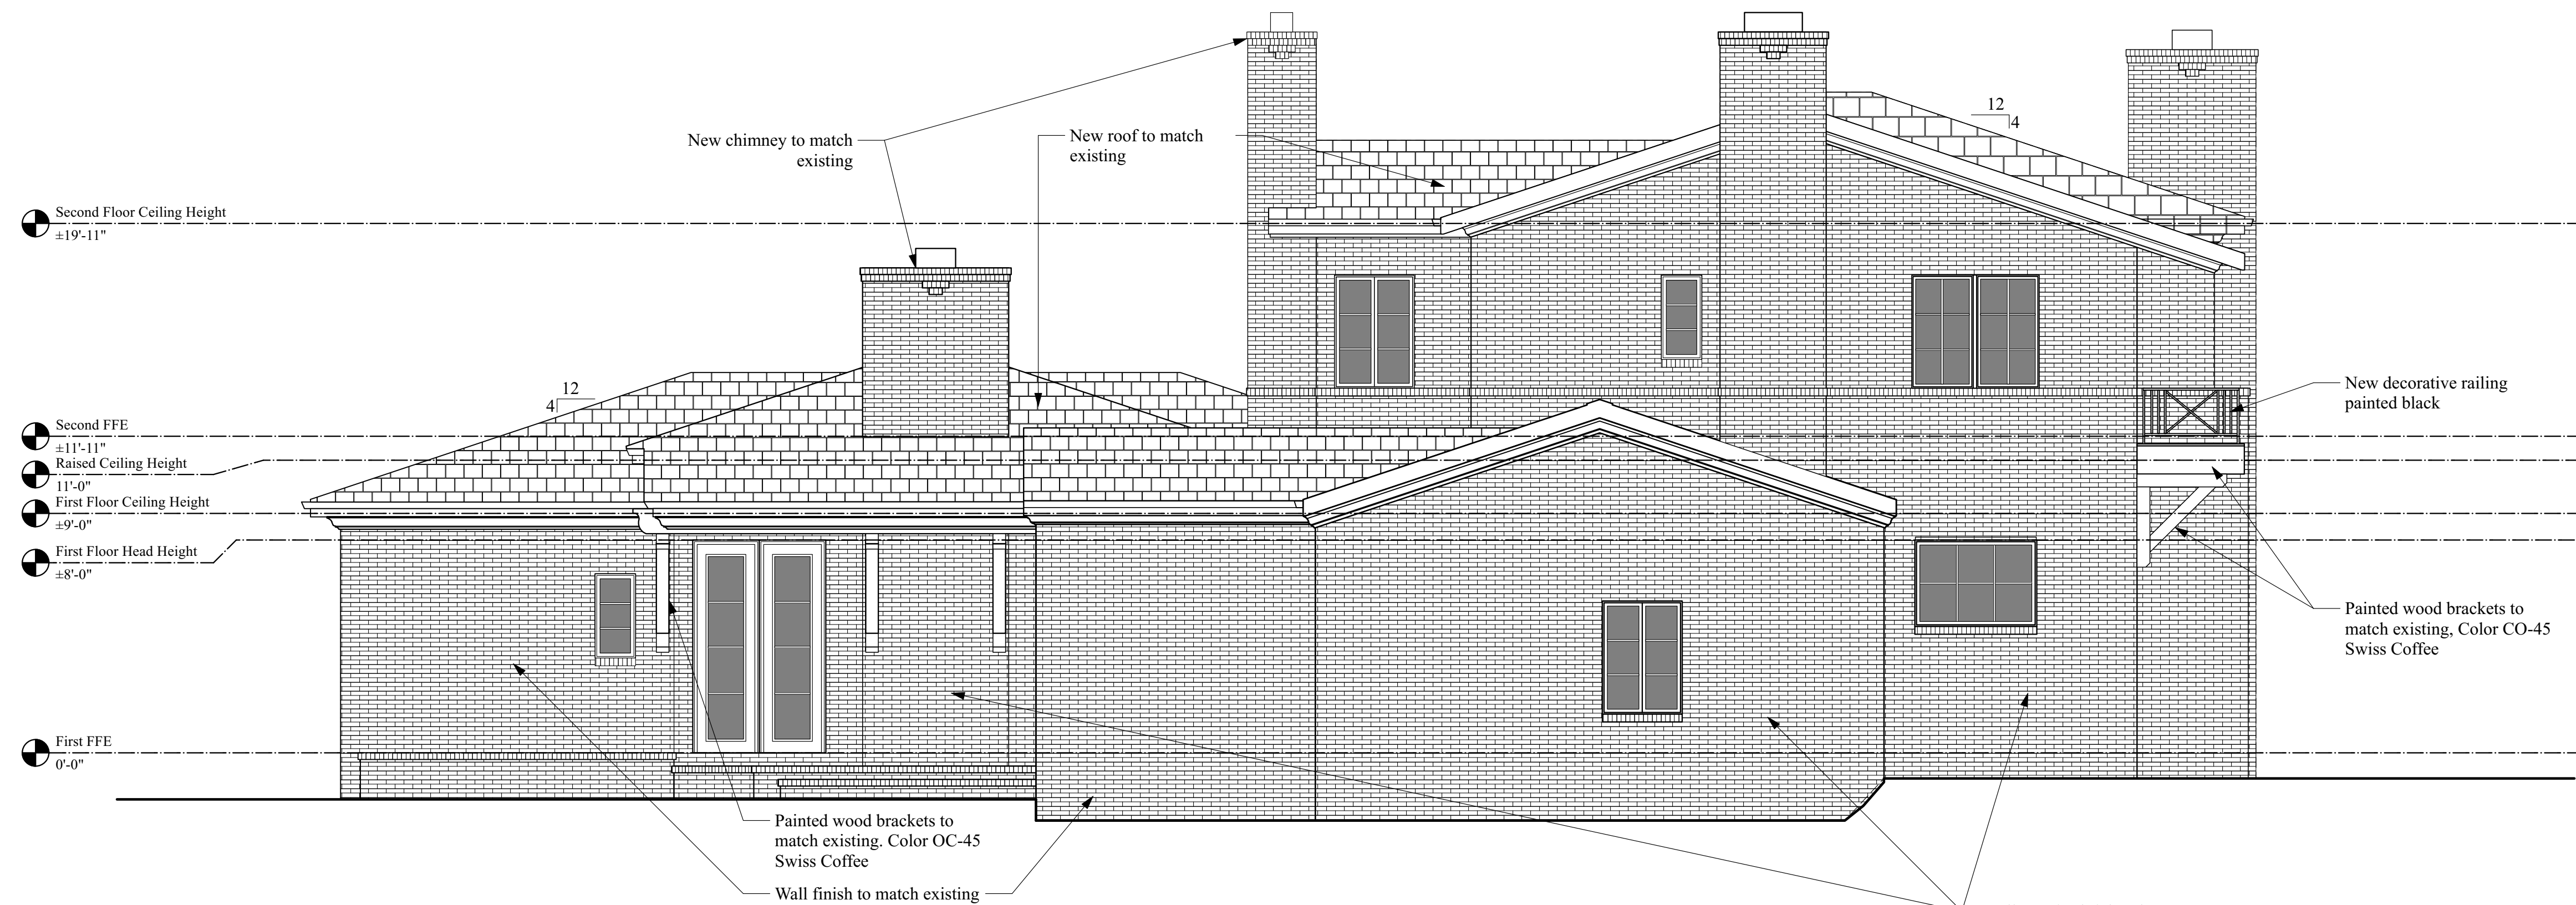 12
4
New chimney to match
existing
New roof to match
existing
Second Floor Ceiling Height
±19'-11"
12
4
New decorative railing
painted black
Second FFE
±11'-11"
Raised Ceiling Height
11'-0"
First Floor Ceiling Height
±9'-0"
First Floor Head Height
±8'-0"
Painted wood brackets to
match existing, Color CO-45
Swiss Coffee
First FFE
0'-0"
Painted wood brackets to
match existing. Color OC-45
Swiss Coffee
Wall finish to match existing